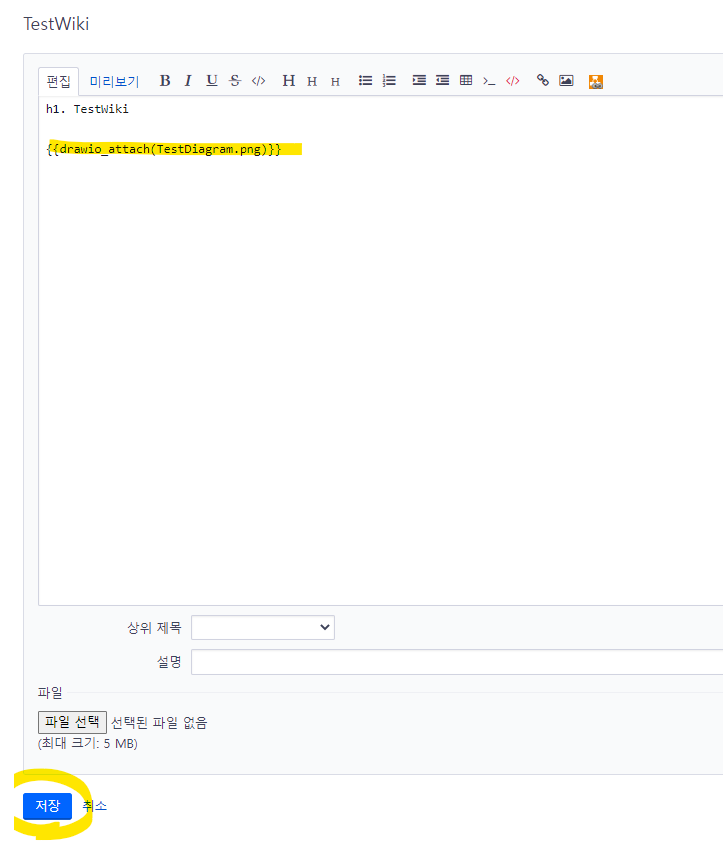 TestWiki
편집 미리보기 B I U S </> H H H </>
h1. TestWiki
{{drawio_attach(TestDiagram.png)}}
상위 제목
설명
파일
파일 선택 선택된 파일 없음
(최대 크기: 5 MB)
저장 취소